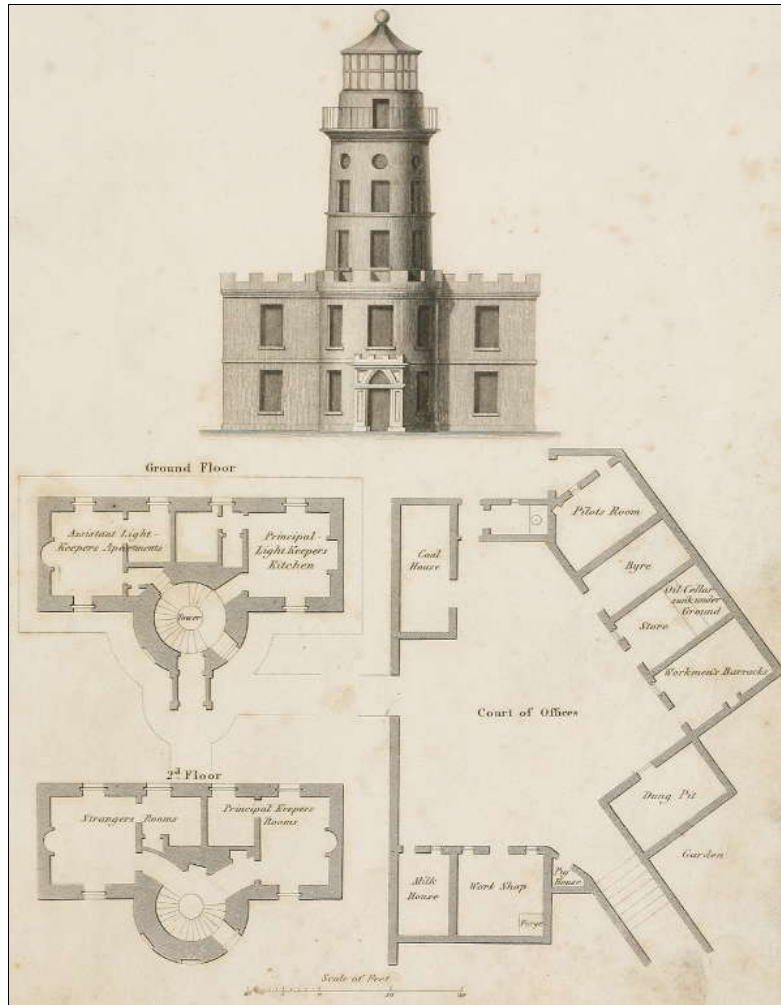 Ground Floor
Assistant Light-
Keepers Apartments
Principal
Light Keepers
Kitchen
Tower
Coal
House
Pilots Room
Byre
Oil Cellar
sunk under
Ground
Store
Workmen's Barracks
Court of Offices
2d. Floor
Strangers Rooms
Principal Keepers
Rooms
Dung Pit
Garden
Milk
House
Work Shop
Forge
Pig
House
Scale of Feet